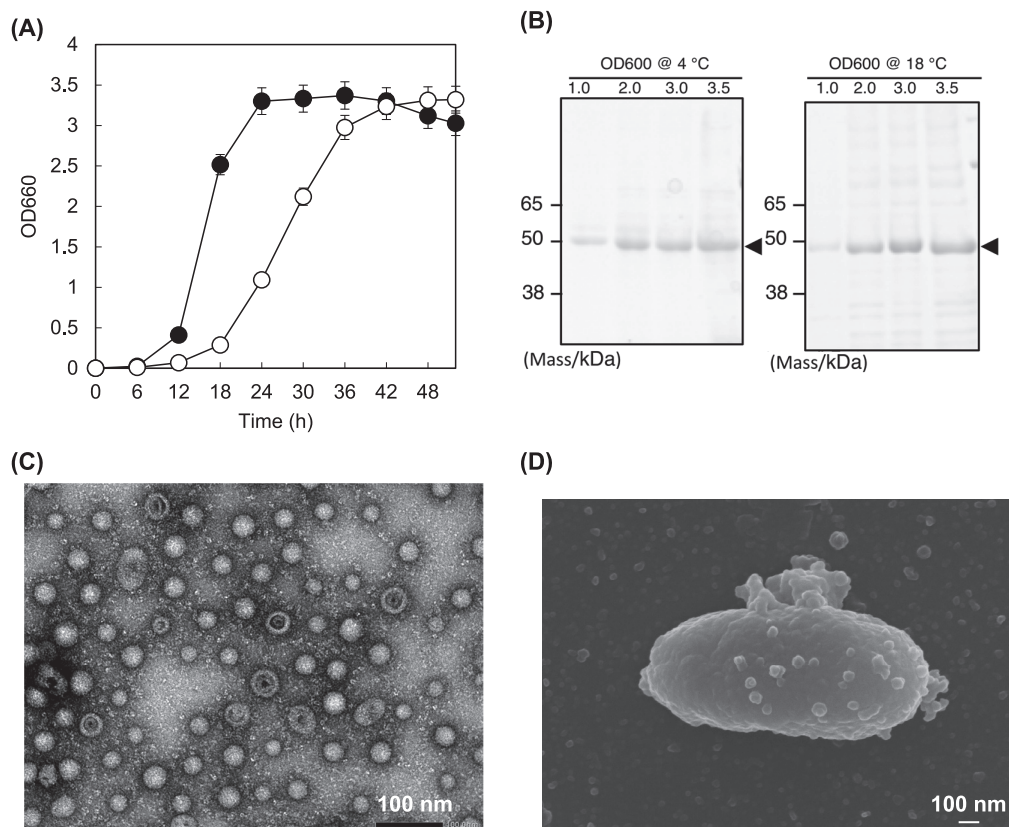 (A)
4
3.5
3
2.5
2
1.5
1
0.5
0
OD660
0 6 12 18 24 30 36 42 48
Time (h)
(B)
OD600 @ 4 °C
1.0 2.0 3.0 3.5
65
50
38
(Mass/kDa)
OD600 @ 18 °C
1.0 2.0 3.0 3.5
65
50
38
(Mass/kDa)
(C)
100 nm
100.0nm
(D)
100 nm